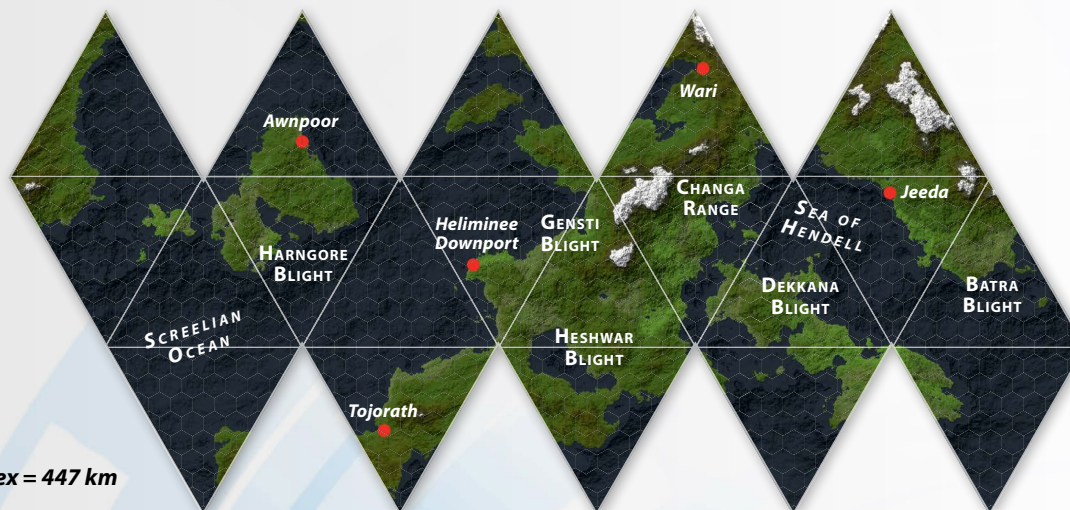 Awnpoor
Wari
Jeeda
Changa
Range
Heliminee
Downport
Gensti
Blight
Sea of
Hendell
Harngore
Blight
Dekkana
Blight
Batra
Blight
Screelian
Ocean
Heshwar
Blight
Tojorath
ex = 447 km